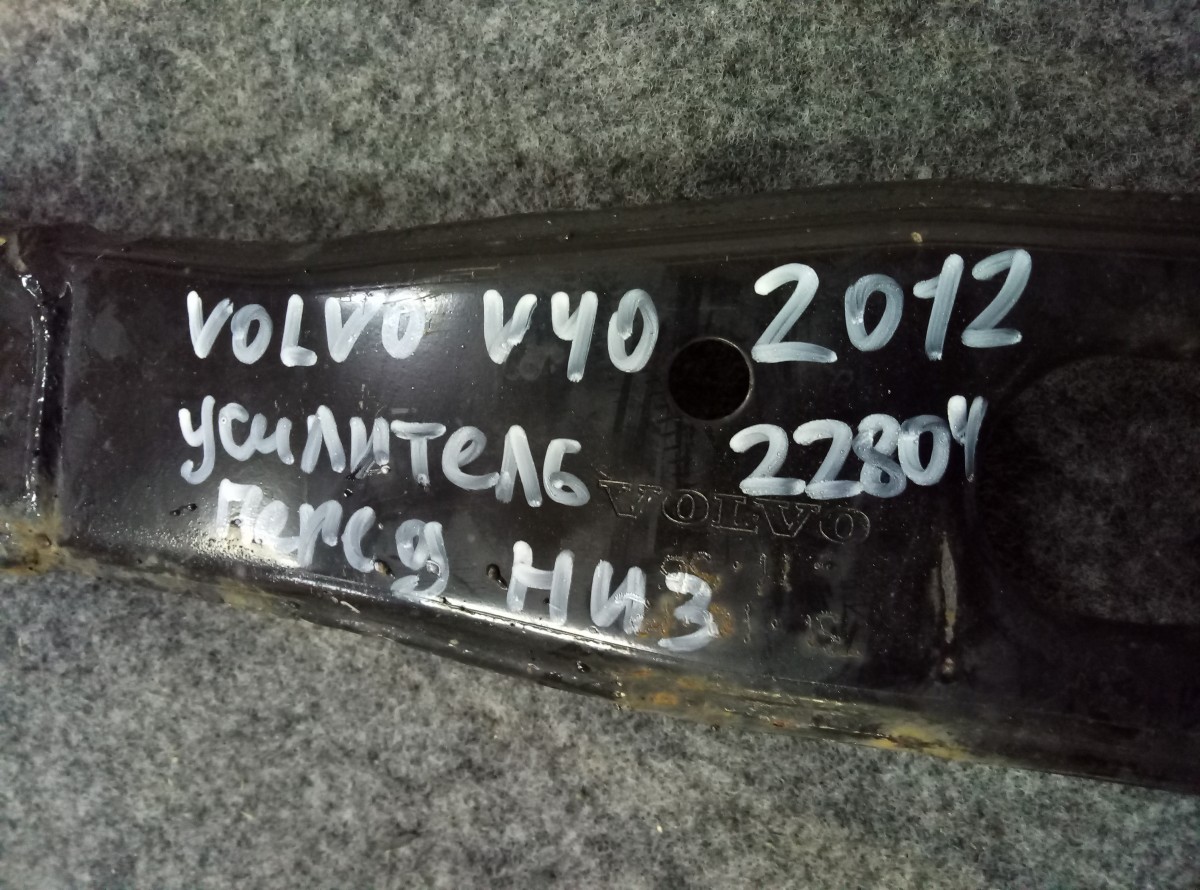 VOLVO V40 2012
усилитель 22804
перед низ
VOLVO